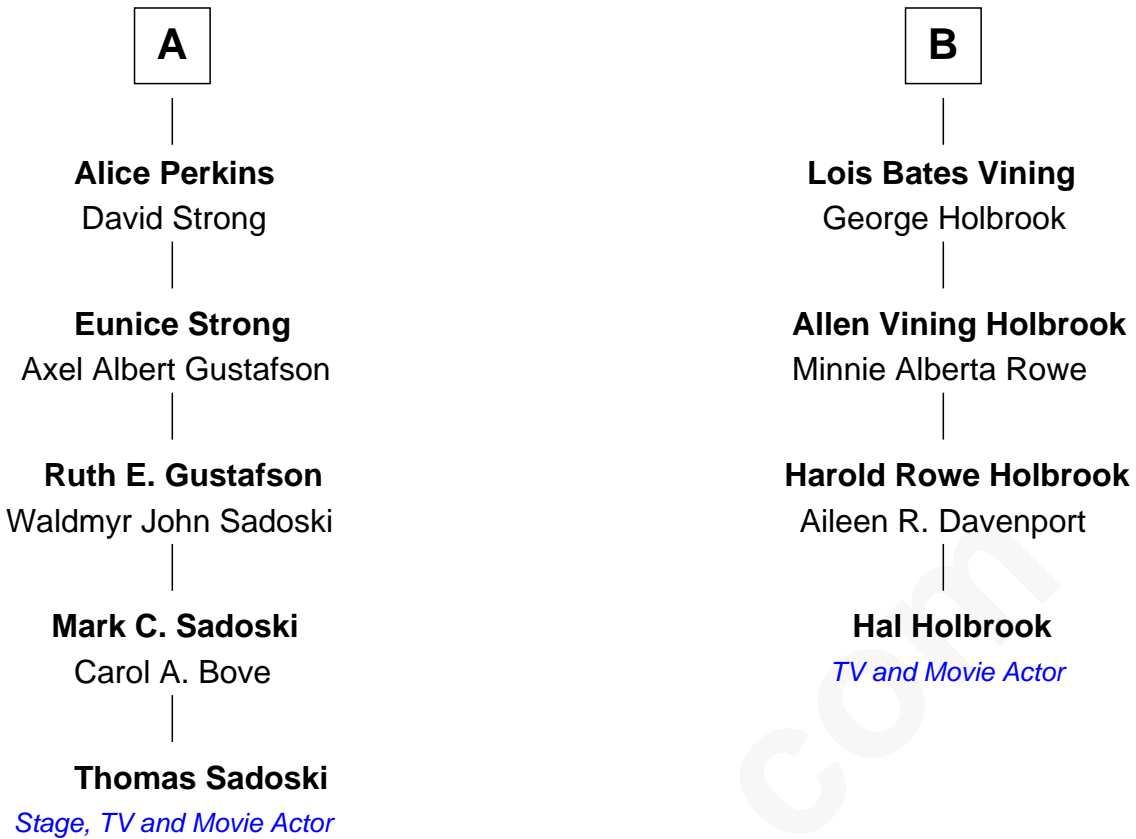 A
Alice Perkins
David Strong
Eunice Strong
Axel Albert Gustafson
Ruth E. Gustafson
Waldmyr John Sadoski
Mark C. Sadoski
Carol A. Bove
Thomas Sadoski
Stage, TV and Movie Actor
B
Lois Bates Vining
George Holbrook
Allen Vining Holbrook
Minnie Alberta Rowe
Harold Rowe Holbrook
Aileen R. Davenport
Hal Holbrook
TV and Movie Actor
com